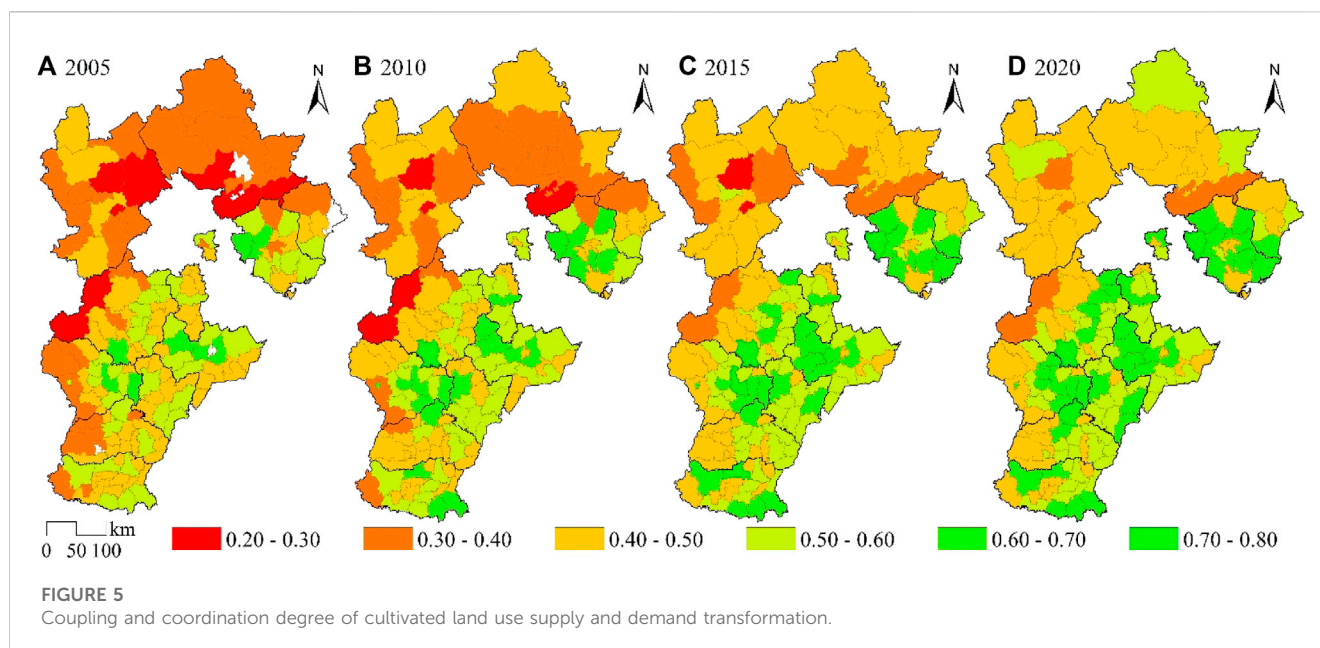 A 2005
N
B 2010
N
C 2015
N
D 2020
N
km
0 50 100
0.20 - 0.30
0.30 - 0.40
0.40 - 0.50
0.50 - 0.60
0.60 - 0.70
0.70 - 0.80
FIGURE 5
Coupling and coordination degree of cultivated land use supply and demand transformation.